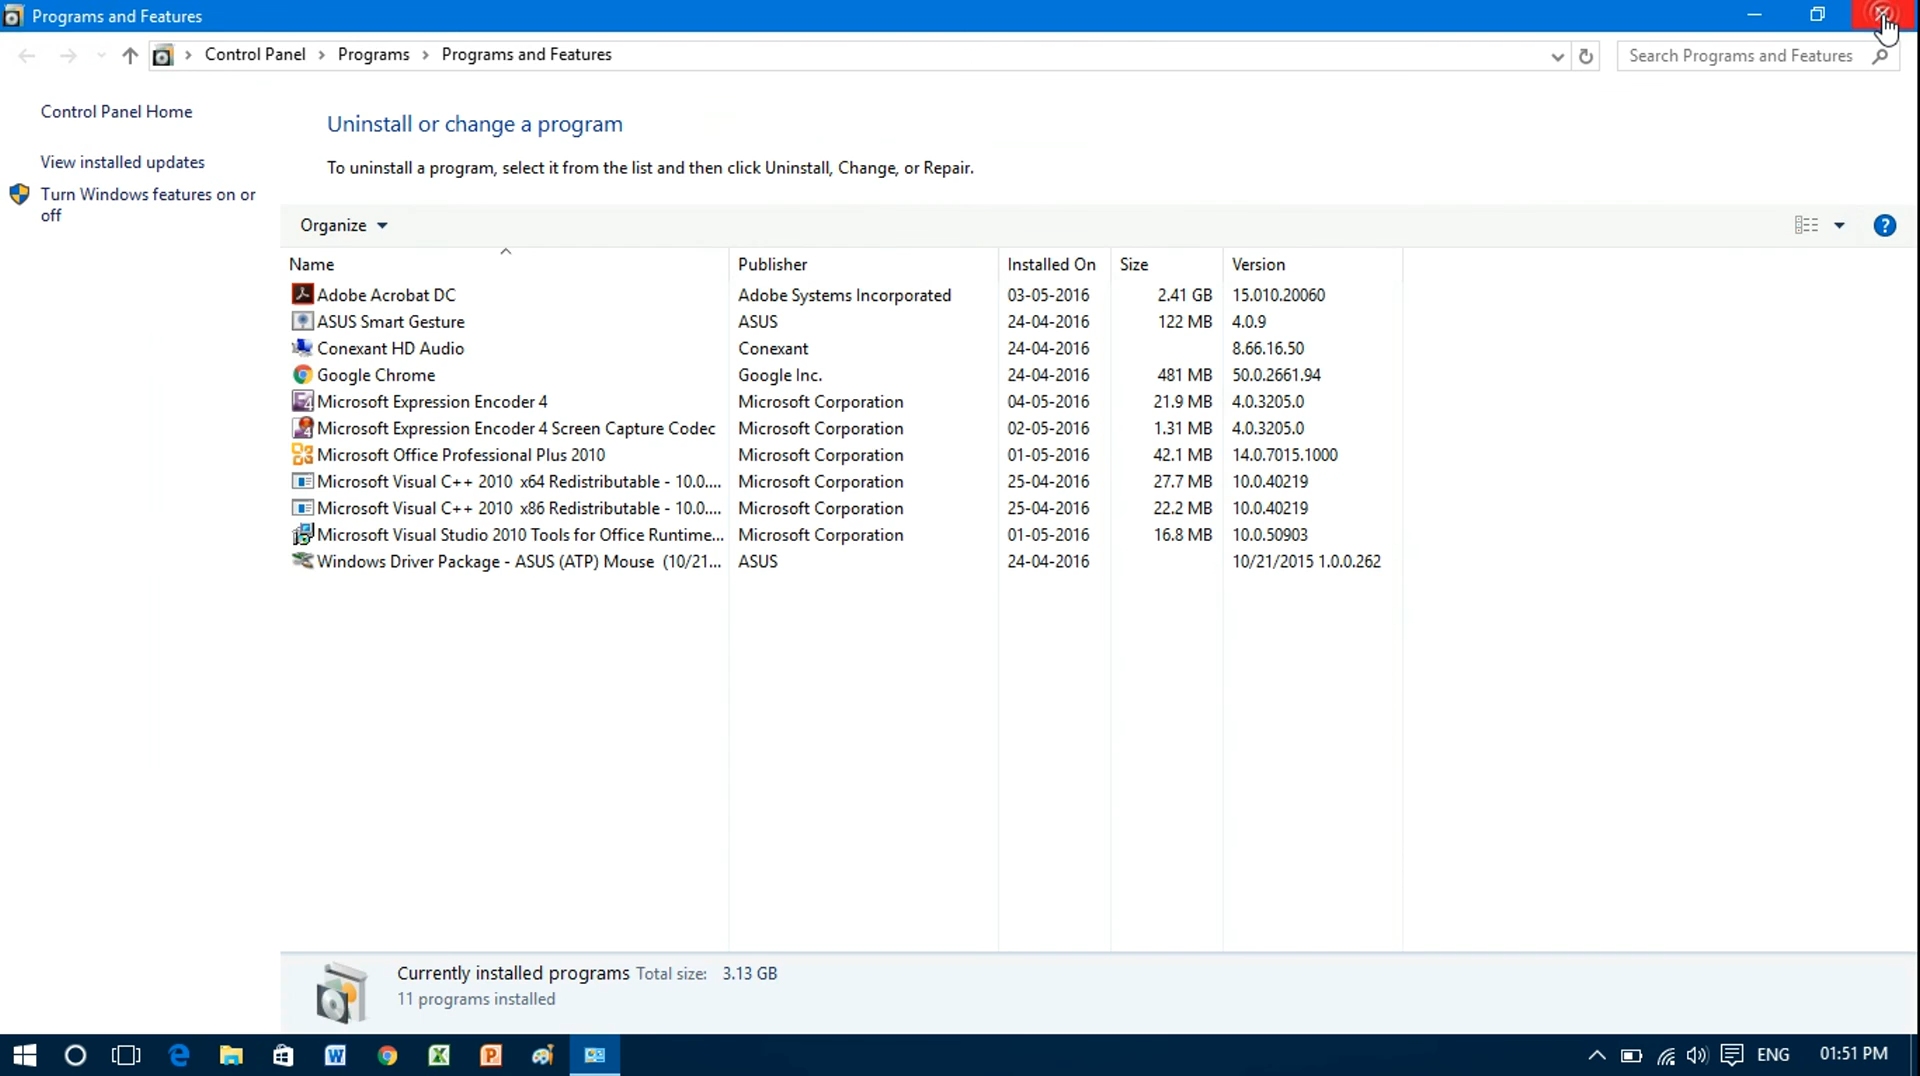 Programs and Features
Control Panel > Programs > Programs and Features
Search Programs and Features
Control Panel Home
View installed updates
Turn Windows features on or
off
Uninstall or change a program
To uninstall a program, select it from the list and then click Uninstall, Change, or Repair.
Organize
Name Publisher Installed On Size Version
Adobe Acrobat DC Adobe Systems Incorporated 03-05-2016 2.41 GB 15.010.20060
ASUS Smart Gesture ASUS 24-04-2016 122 MB 4.0.9
Conexant HD Audio Conexant 24-04-2016 8.66.16.50
Google Chrome Google Inc. 24-04-2016 481 MB 50.0.2661.94
Microsoft Expression Encoder 4 Microsoft Corporation 04-05-2016 21.9 MB 4.0.3205.0
Microsoft Expression Encoder 4 Screen Capture Codec Microsoft Corporation 02-05-2016 1.31 MB 4.0.3205.0
Microsoft Office Professional Plus 2010 Microsoft Corporation 01-05-2016 42.1 MB 14.0.7015.1000
Microsoft Visual C++ 2010 x64 Redistributable - 10.0.... Microsoft Corporation 25-04-2016 27.7 MB 10.0.40219
Microsoft Visual C++ 2010 x86 Redistributable - 10.0.... Microsoft Corporation 25-04-2016 22.2 MB 10.0.40219
Microsoft Visual Studio 2010 Tools for Office Runtime... Microsoft Corporation 01-05-2016 16.8 MB 10.0.50903
Windows Driver Package - ASUS (ATP) Mouse (10/21... ASUS 24-04-2016 10/21/2015 1.0.0.262
Currently installed programs Total size: 3.13 GB
11 programs installed
ENG 01:51 PM